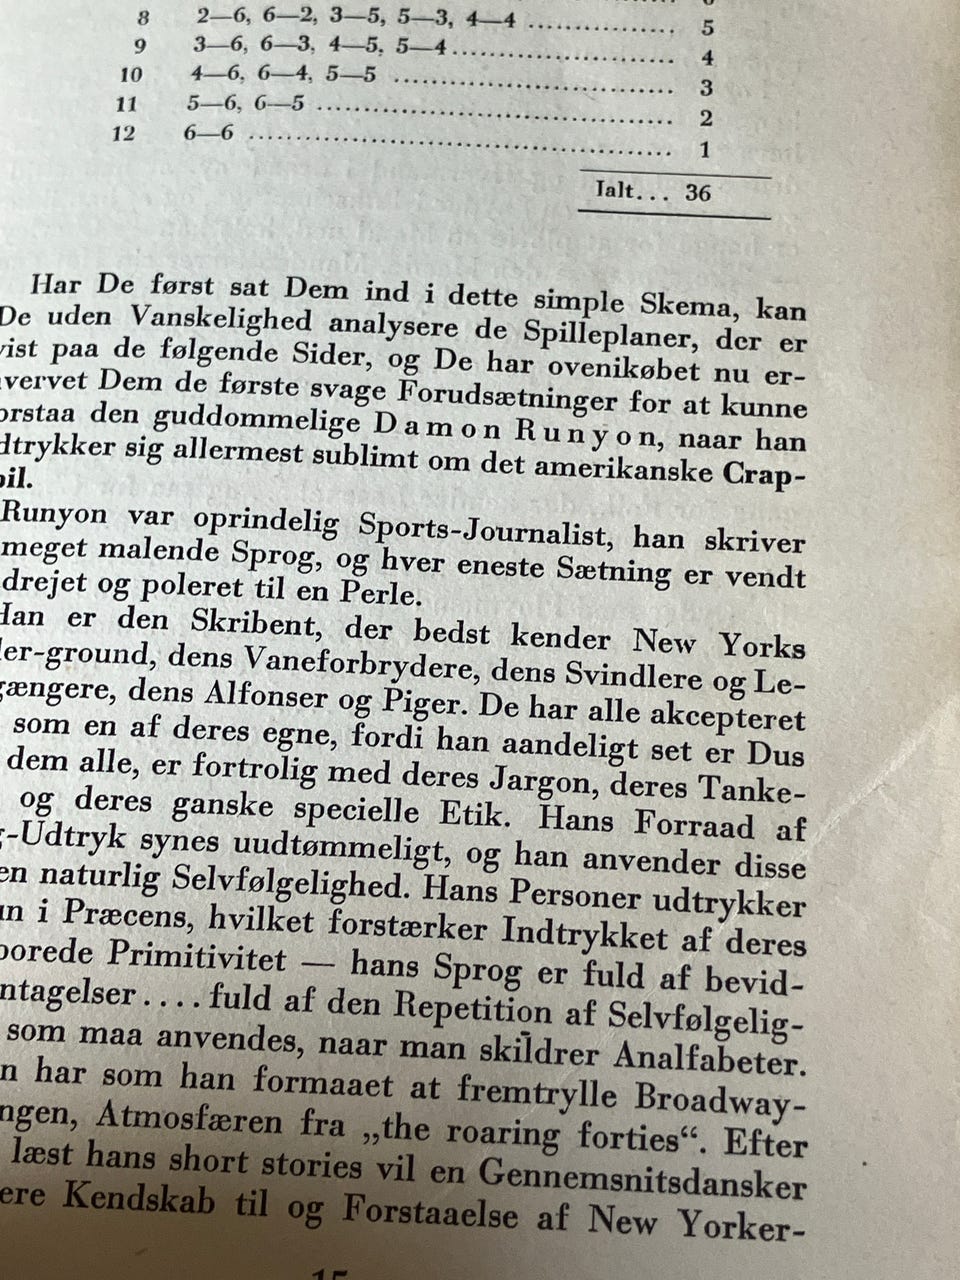 8 2—6, 6—2, 3—5, 5—3, 4—4 .................. 5
9 3—6, 6—3, 4—5, 5—4........................... 4
10 4—6, 6—4, 5—5 .................................. 3
11 5—6, 6—5 ........................................... 2
12 6—6 .................................................... 1
Ialt... 36
Har De først sat Dem ind i dette simple Skema, kan
De uden Vanskelighed analysere de Spilleplaner, der er
vist paa de følgende Sider, og De har ovenikøbet nu er-
vervet Dem de første svage Forudsætninger for at kunne
orstaa den guddommelige Damon Runyon, naar han
dtrykker sig allermest sublimt om det amerikanske Crap-
pil.
Runyon var oprindelig Sports-Journalist, han skriver
meget malende Sprog, og hver eneste Sætning er vendt
drejet og poleret til en Perle.
Han er den Skribent, der bedst kender New Yorks
der-ground, dens Vaneforbrydere, dens Svindlere og Le-
gængere, dens Alfonser og Piger. De har alle akcepteret
som en af deres egne, fordi han aandeligt set er Dus
dem alle, er fortrolig med deres Jargon, deres Tanke-
og deres ganske specielle Etik. Hans Forraad af
g-Udtryk synes uudtømmeligt, og han anvender disse
en naturlig Selvfølgelighed. Hans Personer udtrykker
un i Præcens, hvilket forstærker Indtrykket af deres
borede Primitivitet — hans Sprog er fuld af bevid-
ntagelser.... fuld af den Repetition af Selvfølgelig-
som maa anvendes, naar man skildrer Analfabeter.
n har som han formaaet at fremtrylle Broadway-
ngen, Atmosfæren fra „the roaring forties“. Efter
læst hans short stories vil en Gennemsnitsdansker
ere Kendskab til og Forstaaelse af New Yorker-